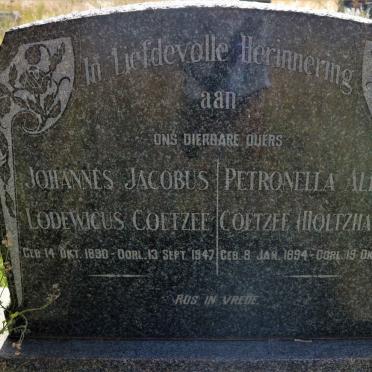 In Liefdevolle Herinnering
aan
ONS DIERBARE OUERS
JOHANNES JACOBUS PETRONELLA
LODEWICUS COETZEE COETZEE
GEB. 14 OKT. 1890 - OORL. 13 SEPT. 1947 GEB. 8 JAN. 1894 - OORL.
RUS IN VREDE.